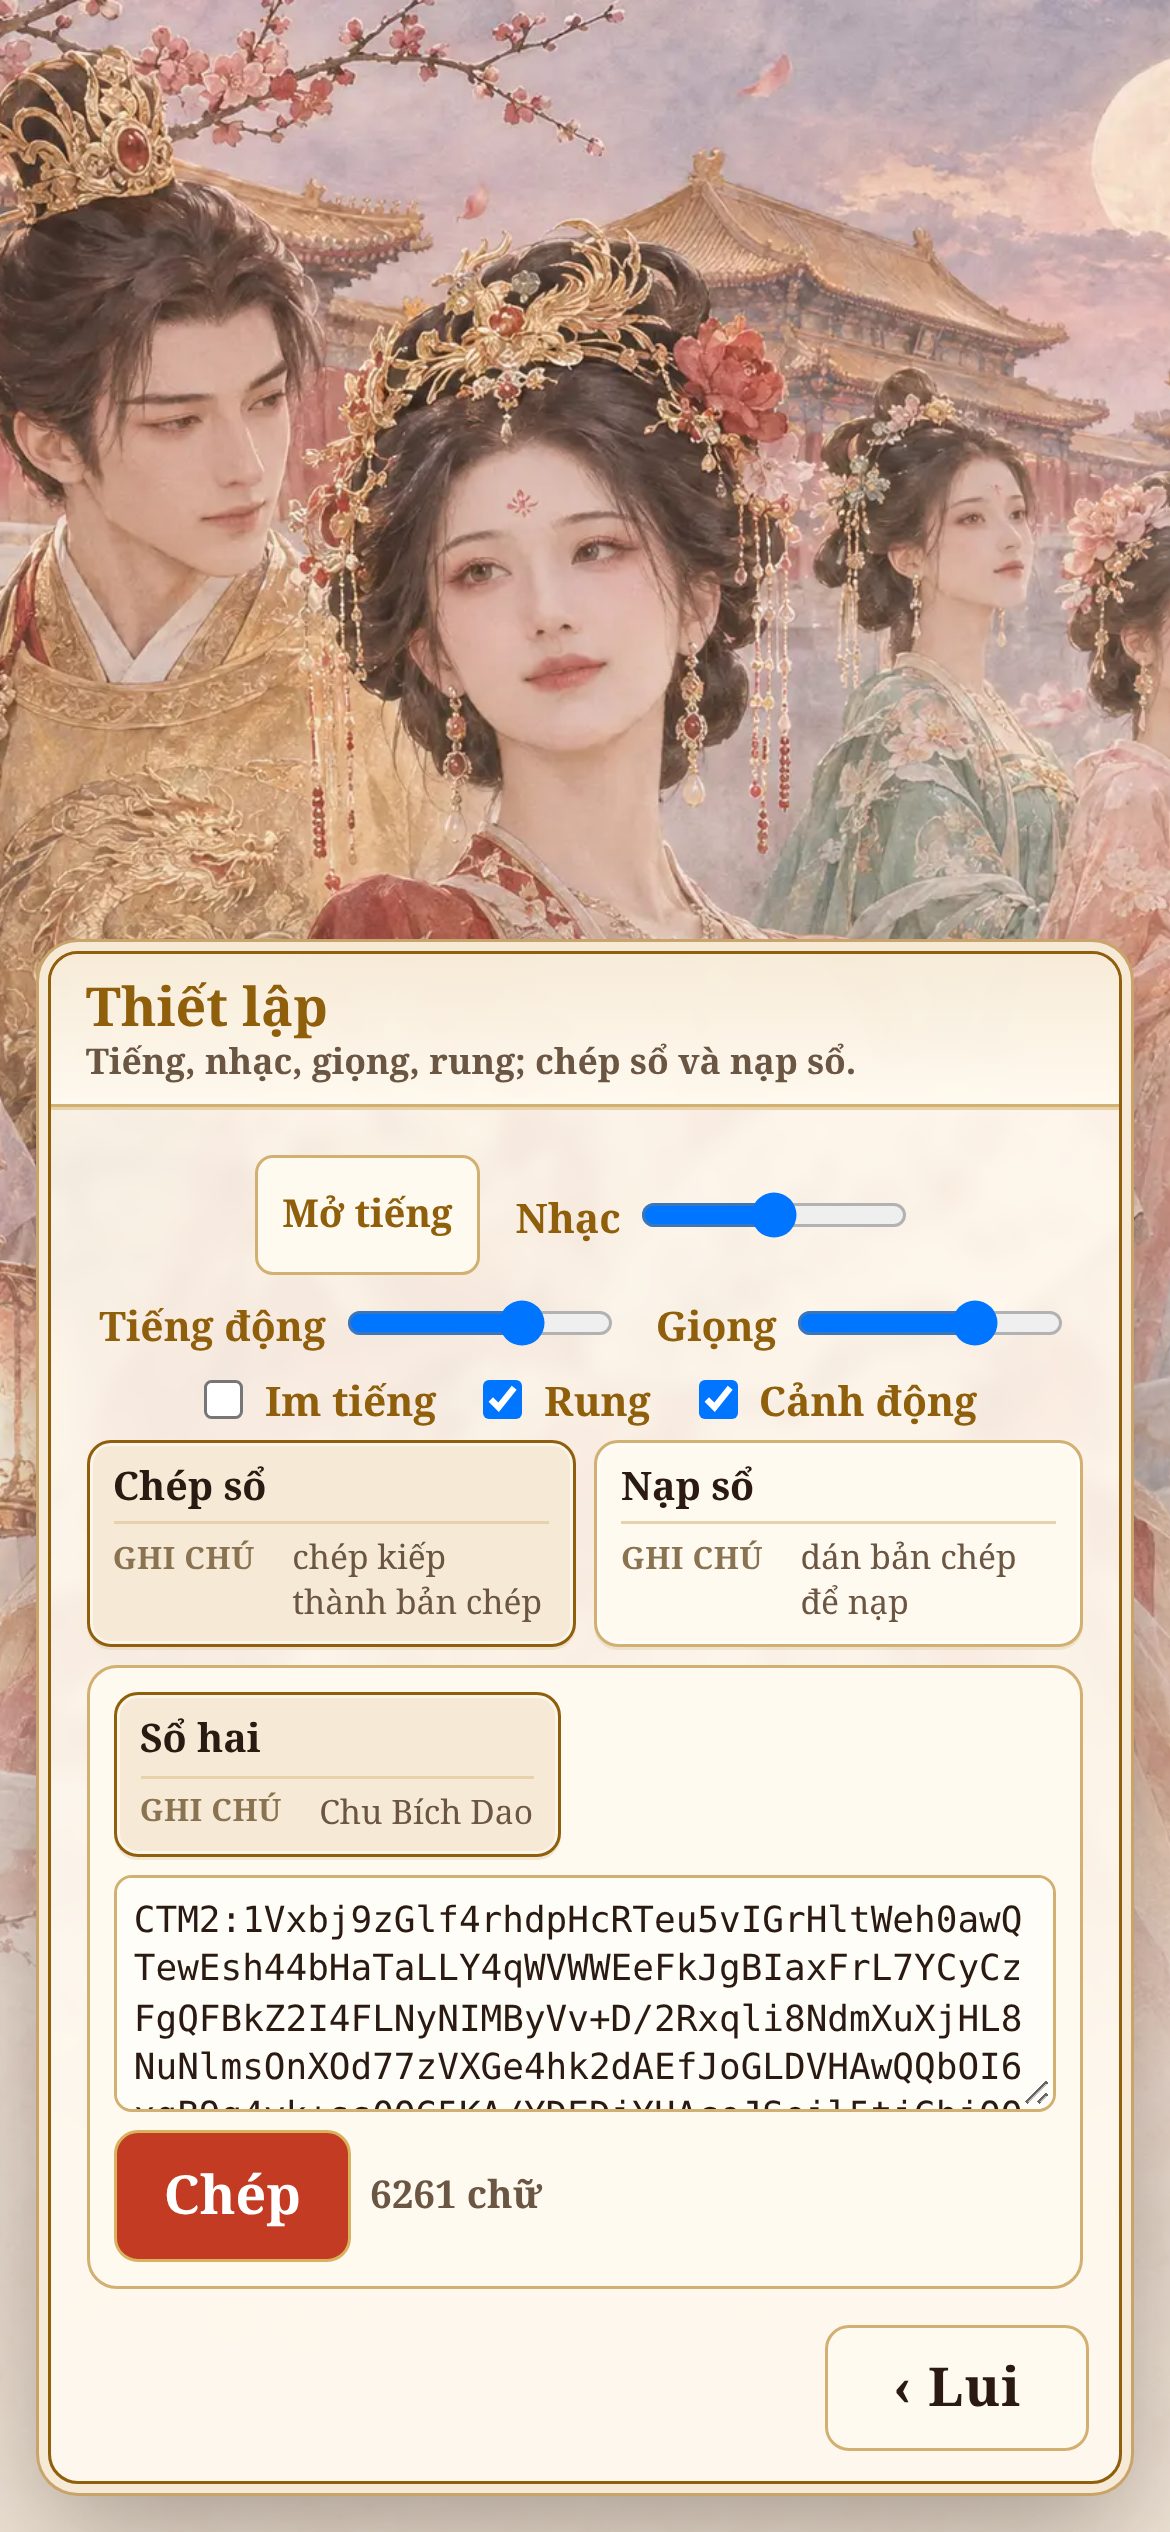 Thiết lập
Tiếng, nhạc, giọng, rung; chép sổ và nạp sổ.
Mở tiếng
Nhạc
Tiếng động
Giọng
Im tiếng
Rung
Cảnh động
Chép sổ
GHI CHÚ chép kiếp
thành bản chép
Nạp sổ
GHI CHÚ dán bản chép
để nạp
Sổ hai
GHI CHÚ Chu Bích Dao
CTM2:1Vxbj9zGlf4rhdpHcRTeu5vIGrHltWeh0awQ
TewEsh44bHaTaLLY4qWVWWEeFkJgBIaxFrL7YCyCz
FgQFBkZ2I4FLNyNIMByVv+D/2Rxqli8NdmXuXjHL8
NuNlmsOnXOd77zVXGe4hk2dAEfJoGLDVHAwQQbOI6
Chép
6261 chữ
‹ Lui